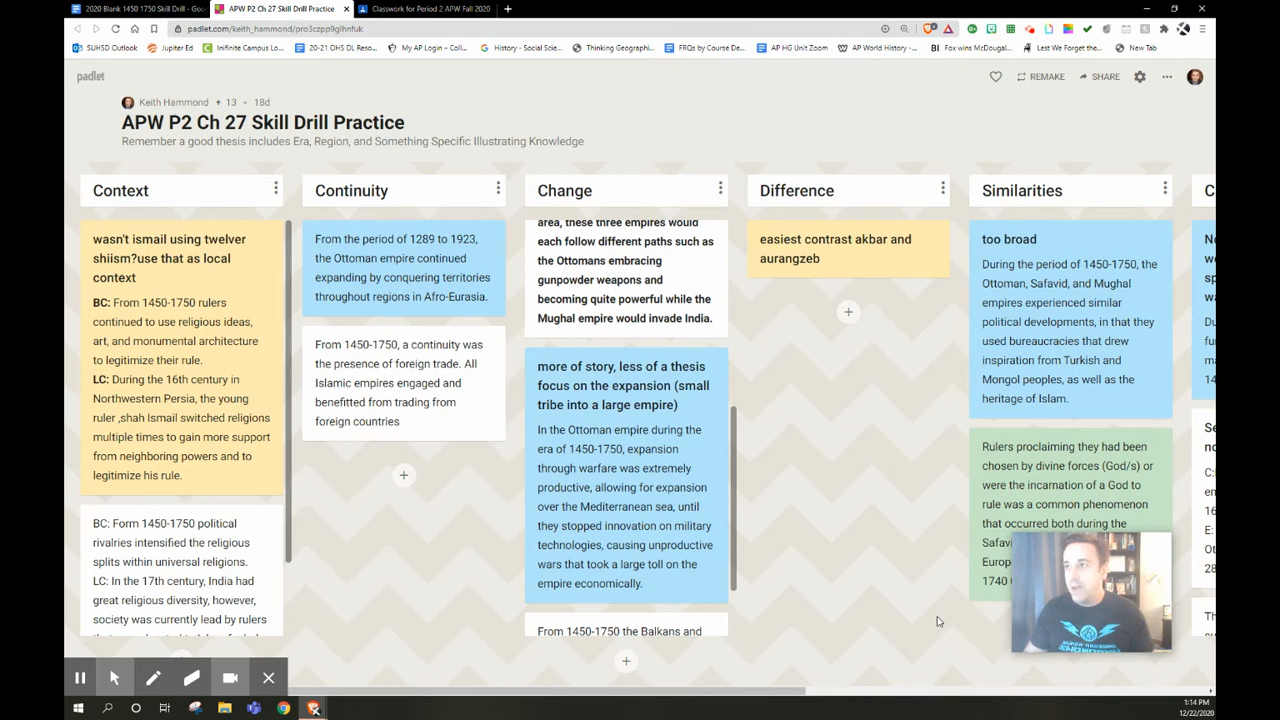 2020 Blank 1450 1750 Skill Drill - Goo
APW P2 Ch 27 Skill Drill Practice
Classwork for Period 2 APW Fall 2020
padlet.com/keith_hammond/pro3czpp9glhnfuk
SUHSD Outlook
Jupiter Ed
Infinite Campus Lo...
20-21 OHS DL Reso...
My AP Login – Coll...
History - Social Scie...
Thinking Geographi...
FRQs by Course De...
AP HG Unit Zoom
AP World History -...
Fox wins McDougal...
Lest We Forget the...
New Tab
padlet
REMAKE
SHARE
Keith Hammond + 13 • 18d
APW P2 Ch 27 Skill Drill Practice
Remember a good thesis includes Era, Region, and Something Specific Illustrating Knowledge
Context
wasn't ismail using twelver
shiism?use that as local
context
BC: From 1450-1750 rulers
continued to use religious ideas,
art, and monumental architecture
to legitimize their rule.
LC: During the 16th century in
Northwestern Persia, the young
ruler ,shah Ismail switched religions
multiple times to gain more support
from neighboring powers and to
legitimize his rule.
BC: Form 1450-1750 political
rivalries intensified the religious
splits within universal religions.
LC: In the 17th century, India had
great religious diversity, however,
society was currently lead by rulers
Continuity
From the period of 1289 to 1923,
the Ottoman empire continued
expanding by conquering territories
throughout regions in Afro-Eurasia.
From 1450-1750, a continuity was
the presence of foreign trade. All
Islamic empires engaged and
benefitted from trading from
foreign countries
Change
area, these three empires would
each follow different paths such as
the Ottomans embracing
gunpowder weapons and
becoming quite powerful while the
Mughal empire would invade India.
more of story, less of a thesis
focus on the expansion (small
tribe into a large empire)
In the Ottoman empire during the
era of 1450-1750, expansion
through warfare was extremely
productive, allowing for expansion
over the Mediterranean sea, until
they stopped innovation on military
technologies, causing unproductive
wars that took a large toll on the
empire economically.
From 1450-1750 the Balkans and
Difference
easiest contrast akbar and
aurangzeb
Similarities
too broad
During the period of 1450-1750, the
Ottoman, Safavid, and Mughal
empires experienced similar
political developments, in that they
used bureaucracies that drew
inspiration from Turkish and
Mongol peoples, as well as the
heritage of Islam.
Rulers proclaiming they had been
chosen by divine forces (God/s) or
were the incarnation of a God to
rule was a common phenomenon
that occurred both during the
Safavi
Europ
1740
1:14 PM
12/22/2020